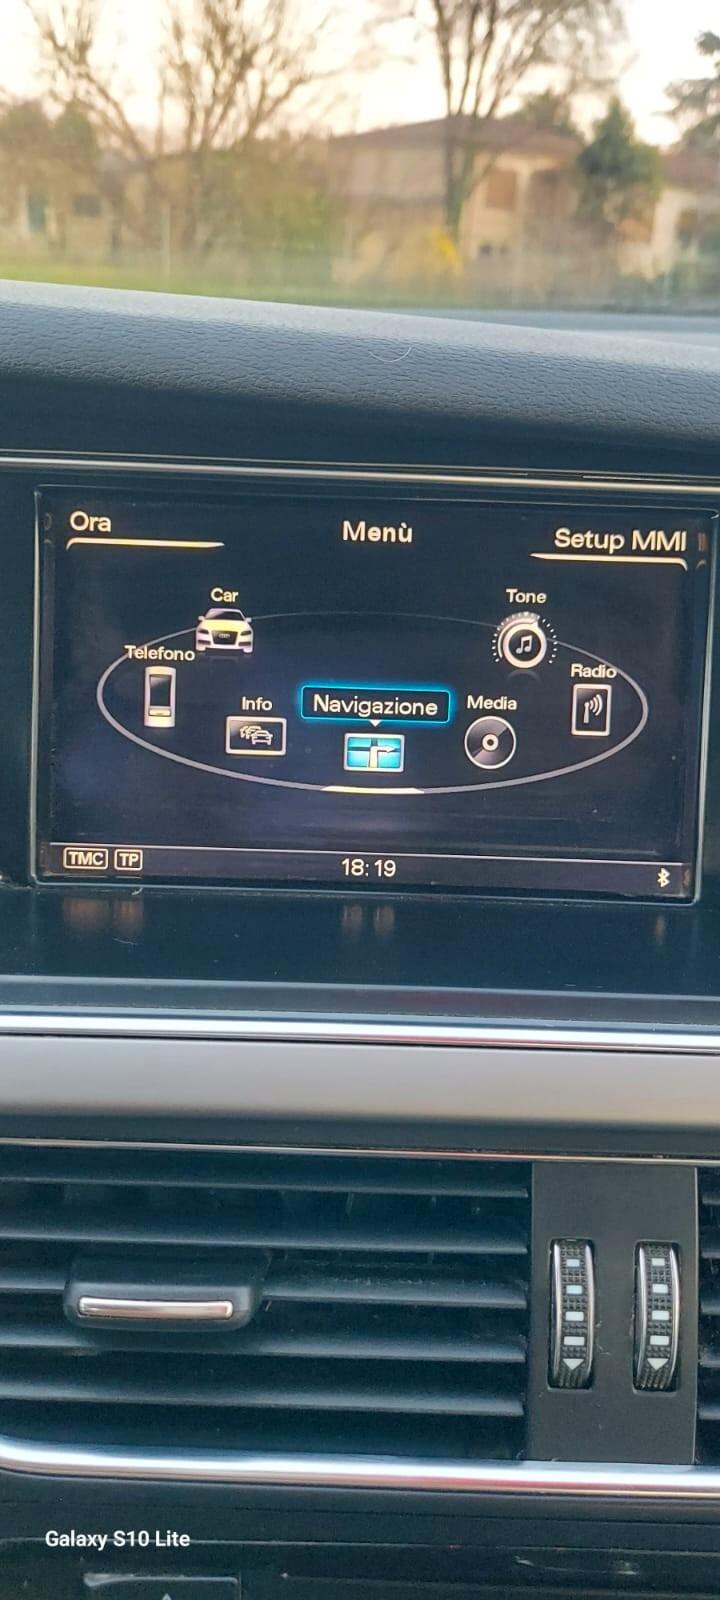 Ora
Menù
Setup MMI
Car
Tone
Telefono
Radio
Info
Navigazione
Media
TMC TP
18:19
Galaxy S10 Lite